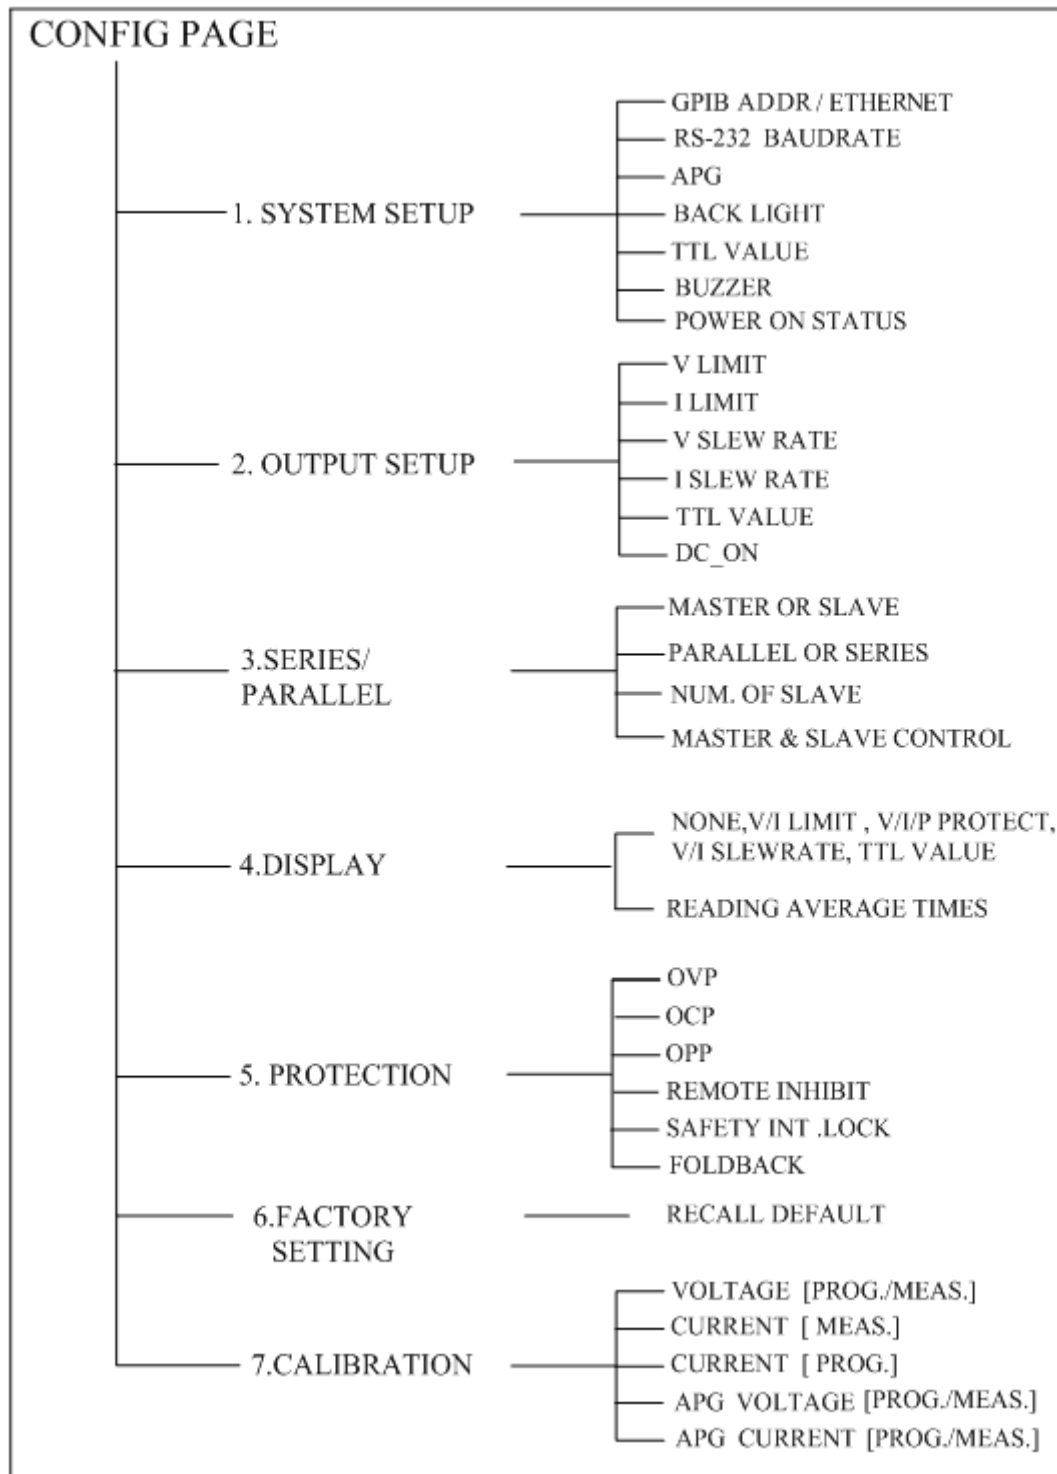 CONFIG PAGE
1. SYSTEM SETUP
GPIB ADDR / ETHERNET
RS-232 BAUDRATE
APG
BACK LIGHT
TTL VALUE
BUZZER
POWER ON STATUS
2. OUTPUT SETUP
V LIMIT
I LIMIT
V SLEW RATE
I SLEW RATE
TTL VALUE
DC_ON
3.SERIES/
PARALLEL
MASTER OR SLAVE
PARALLEL OR SERIES
NUM. OF SLAVE
MASTER & SLAVE CONTROL
4.DISPLAY
NONE,V/I LIMIT , V/I/P PROTECT,
V/I SLEWRATE, TTL VALUE
READING AVERAGE TIMES
5. PROTECTION
OVP
OCP
OPP
REMOTE INHIBIT
SAFETY INT .LOCK
FOLDBACK
6.FACTORY
SETTING
RECALL DEFAULT
7.CALIBRATION
VOLTAGE [PROG./MEAS.]
CURRENT [ MEAS.]
CURRENT [ PROG.]
APG VOLTAGE [PROG./MEAS.]
APG CURRENT [PROG./MEAS.]